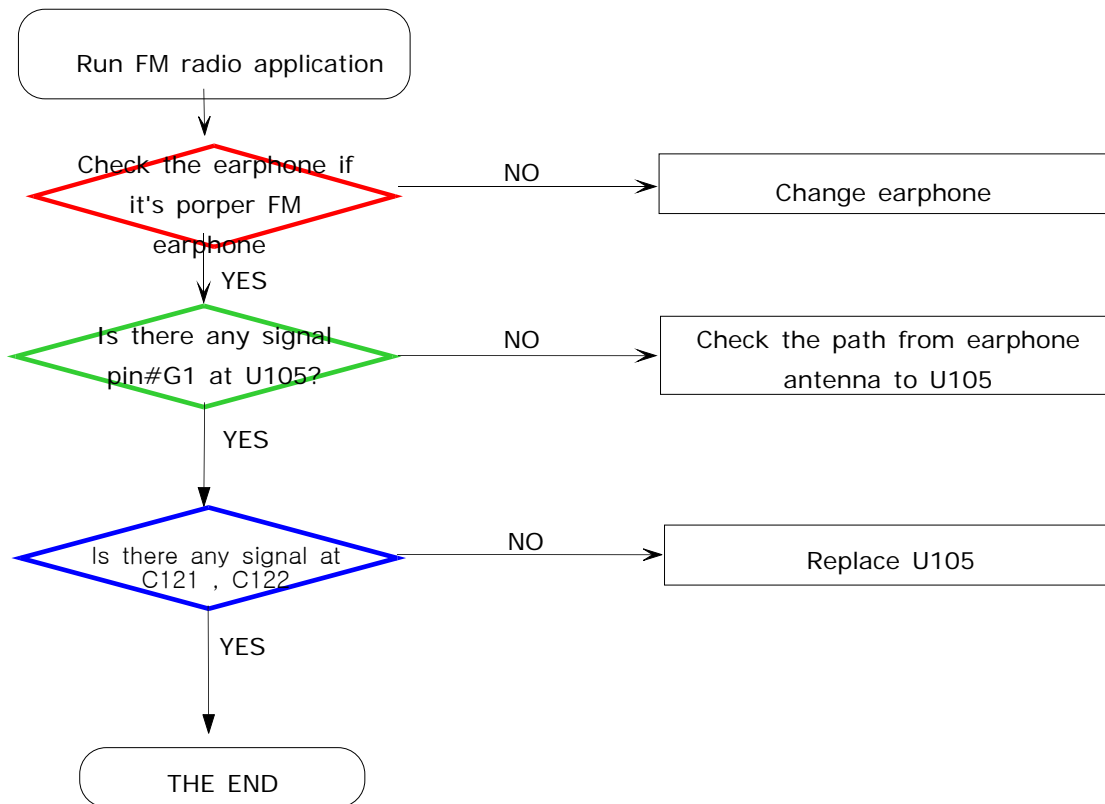 Run FM radio application
Check the earphone if
it's porper FM
earphone
NO
Change earphone
YES
Is there any signal
pin#G1 at U105?
NO
Check the path from earphone
antenna to U105
YES
Is there any signal at
C121 , C122
NO
Replace U105
YES
THE END